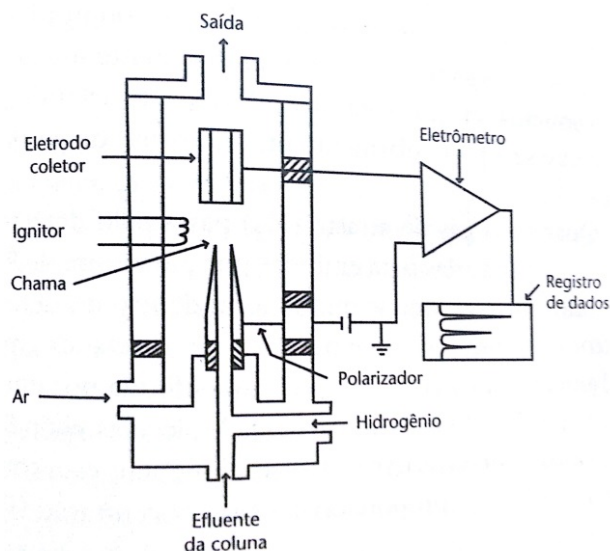 Saída
Eletrômetro
Eletrodo
coletor
Ignitor
Chama
Registro
de dados
Polarizador
Ar
Hidrogênio
Efluente
da coluna